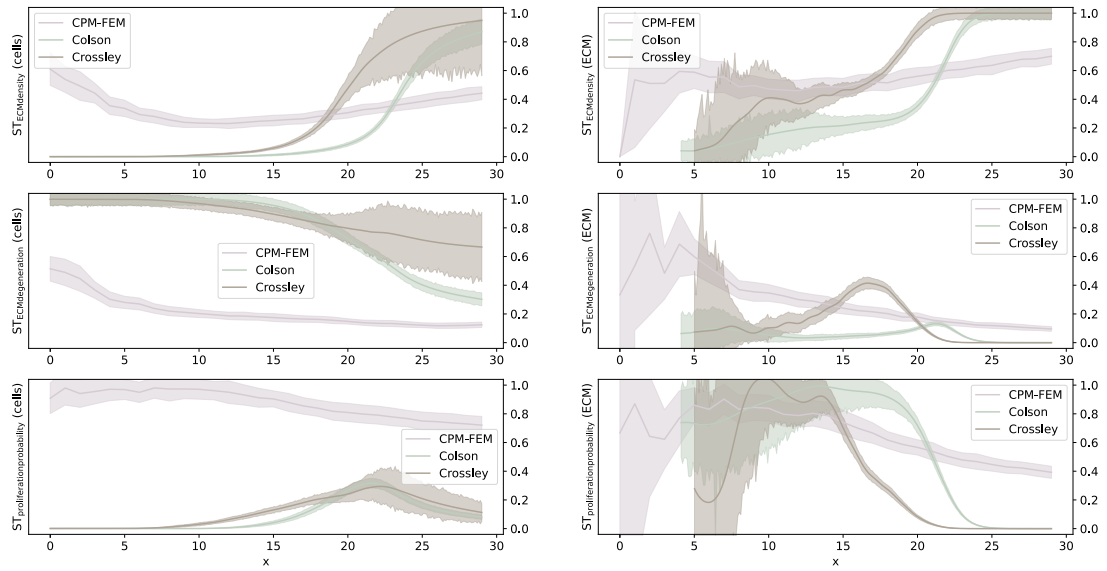 ST_ECMdensity (cells)
CPM-FEM
Colson
Crossley
1.0
0.8
0.6
0.4
0.2
0.0
0 5 10 15 20 25 30
ST_ECMdensity (ECM)
CPM-FEM
Colson
Crossley
1.0
0.8
0.6
0.4
0.2
0.0
0 5 10 15 20 25 30
ST_ECMdegeneration (cells)
CPM-FEM
Colson
Crossley
1.0
0.8
0.6
0.4
0.2
0.0
0 5 10 15 20 25 30
ST_ECMdegeneration (ECM)
CPM-FEM
Colson
Crossley
1.0
0.8
0.6
0.4
0.2
0.0
0 5 10 15 20 25 30
ST_proliferationprobability (cells)
CPM-FEM
Colson
Crossley
1.0
0.8
0.6
0.4
0.2
0.0
0 5 10 15 20 25 30
x
ST_proliferationprobability (ECM)
CPM-FEM
Colson
Crossley
1.0
0.8
0.6
0.4
0.2
0.0
0 5 10 15 20 25 30
x